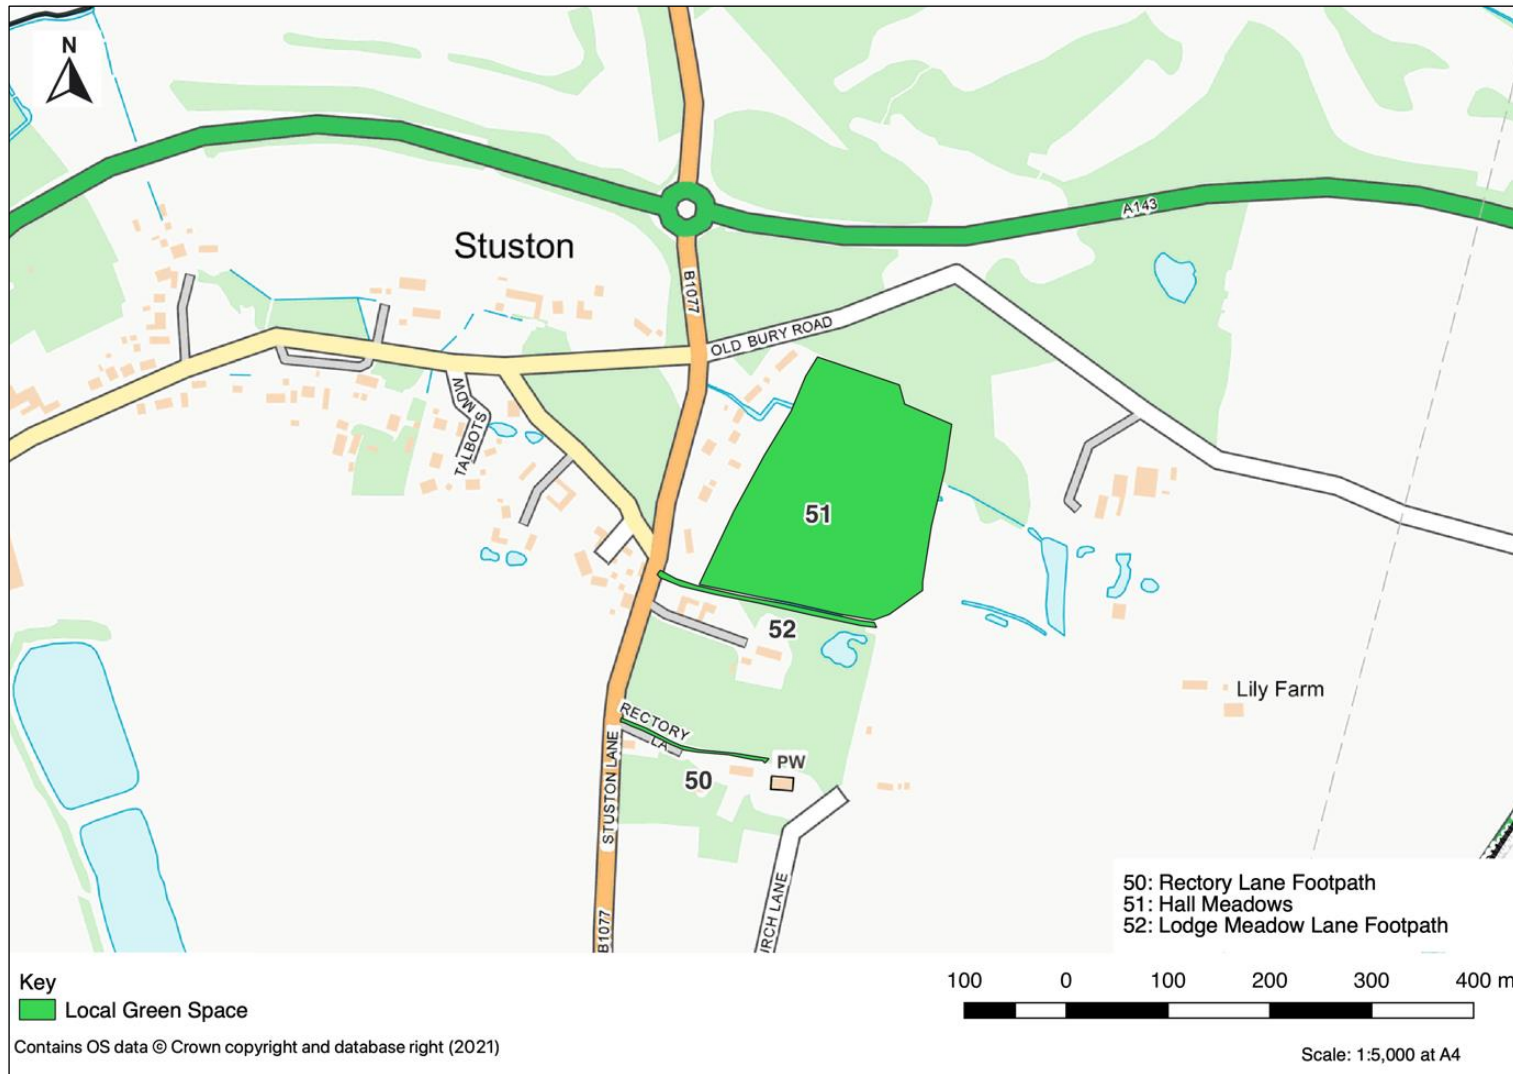 N
A143
Stuston
B1077
OLD BURY ROAD
TALBOTS MDW
51
52
Lily Farm
RECTORY
LA
PW
50
STUSTON LANE
B1077
URCH LANE
50: Rectory Lane Footpath
51: Hall Meadows
52: Lodge Meadow Lane Footpath
Key
Local Green Space
100 0 100 200 300 400 m
Contains OS data © Crown copyright and database right (2021)
Scale: 1:5,000 at A4